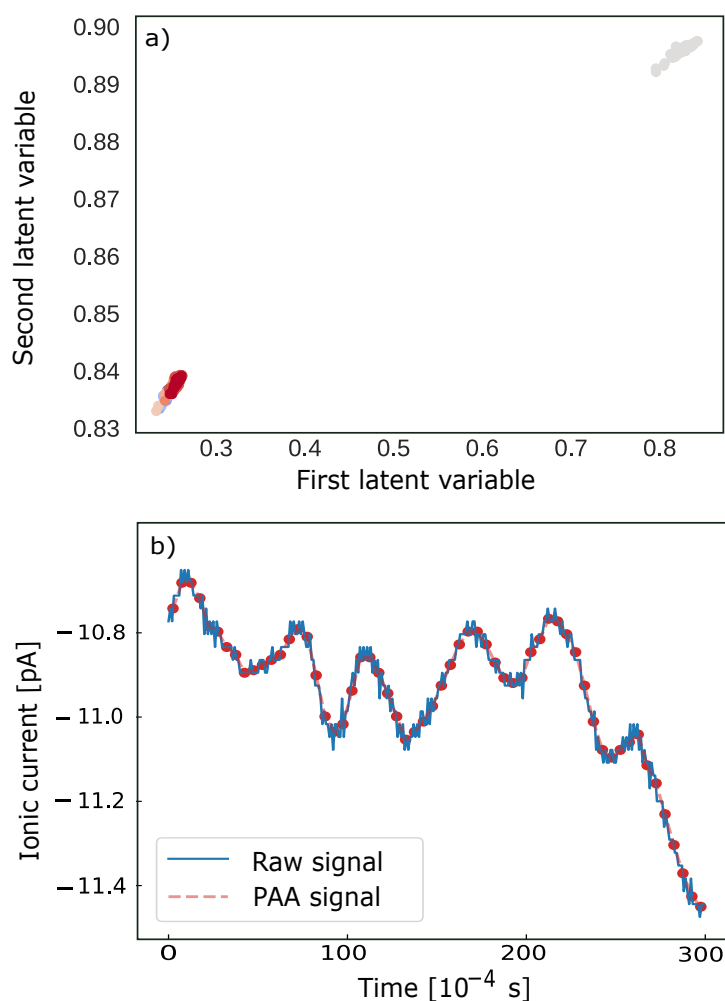 a)
0.90
0.89
0.88
0.87
0.86
0.85
0.84
0.83
Second latent variable
0.3 0.4 0.5 0.6 0.7 0.8
First latent variable
b)
−10.8
−11.0
−11.2
−11.4
Ionic current [pA]
Raw signal
PAA signal
0 100 200 300
Time [10⁻⁴ s]